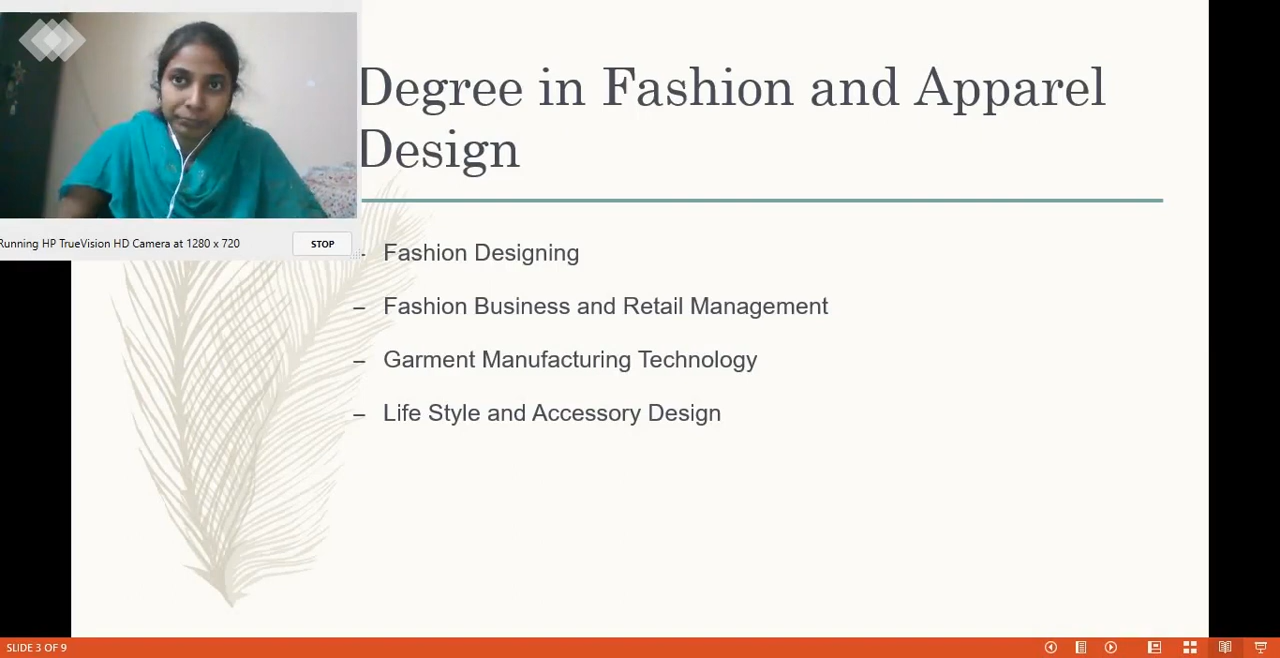 Degree in Fashion and Apparel
Design
Running HP TrueVision HD Camera at 1280 x 720
STOP
– Fashion Designing
– Fashion Business and Retail Management
– Garment Manufacturing Technology
– Life Style and Accessory Design
SLIDE 3 OF 9